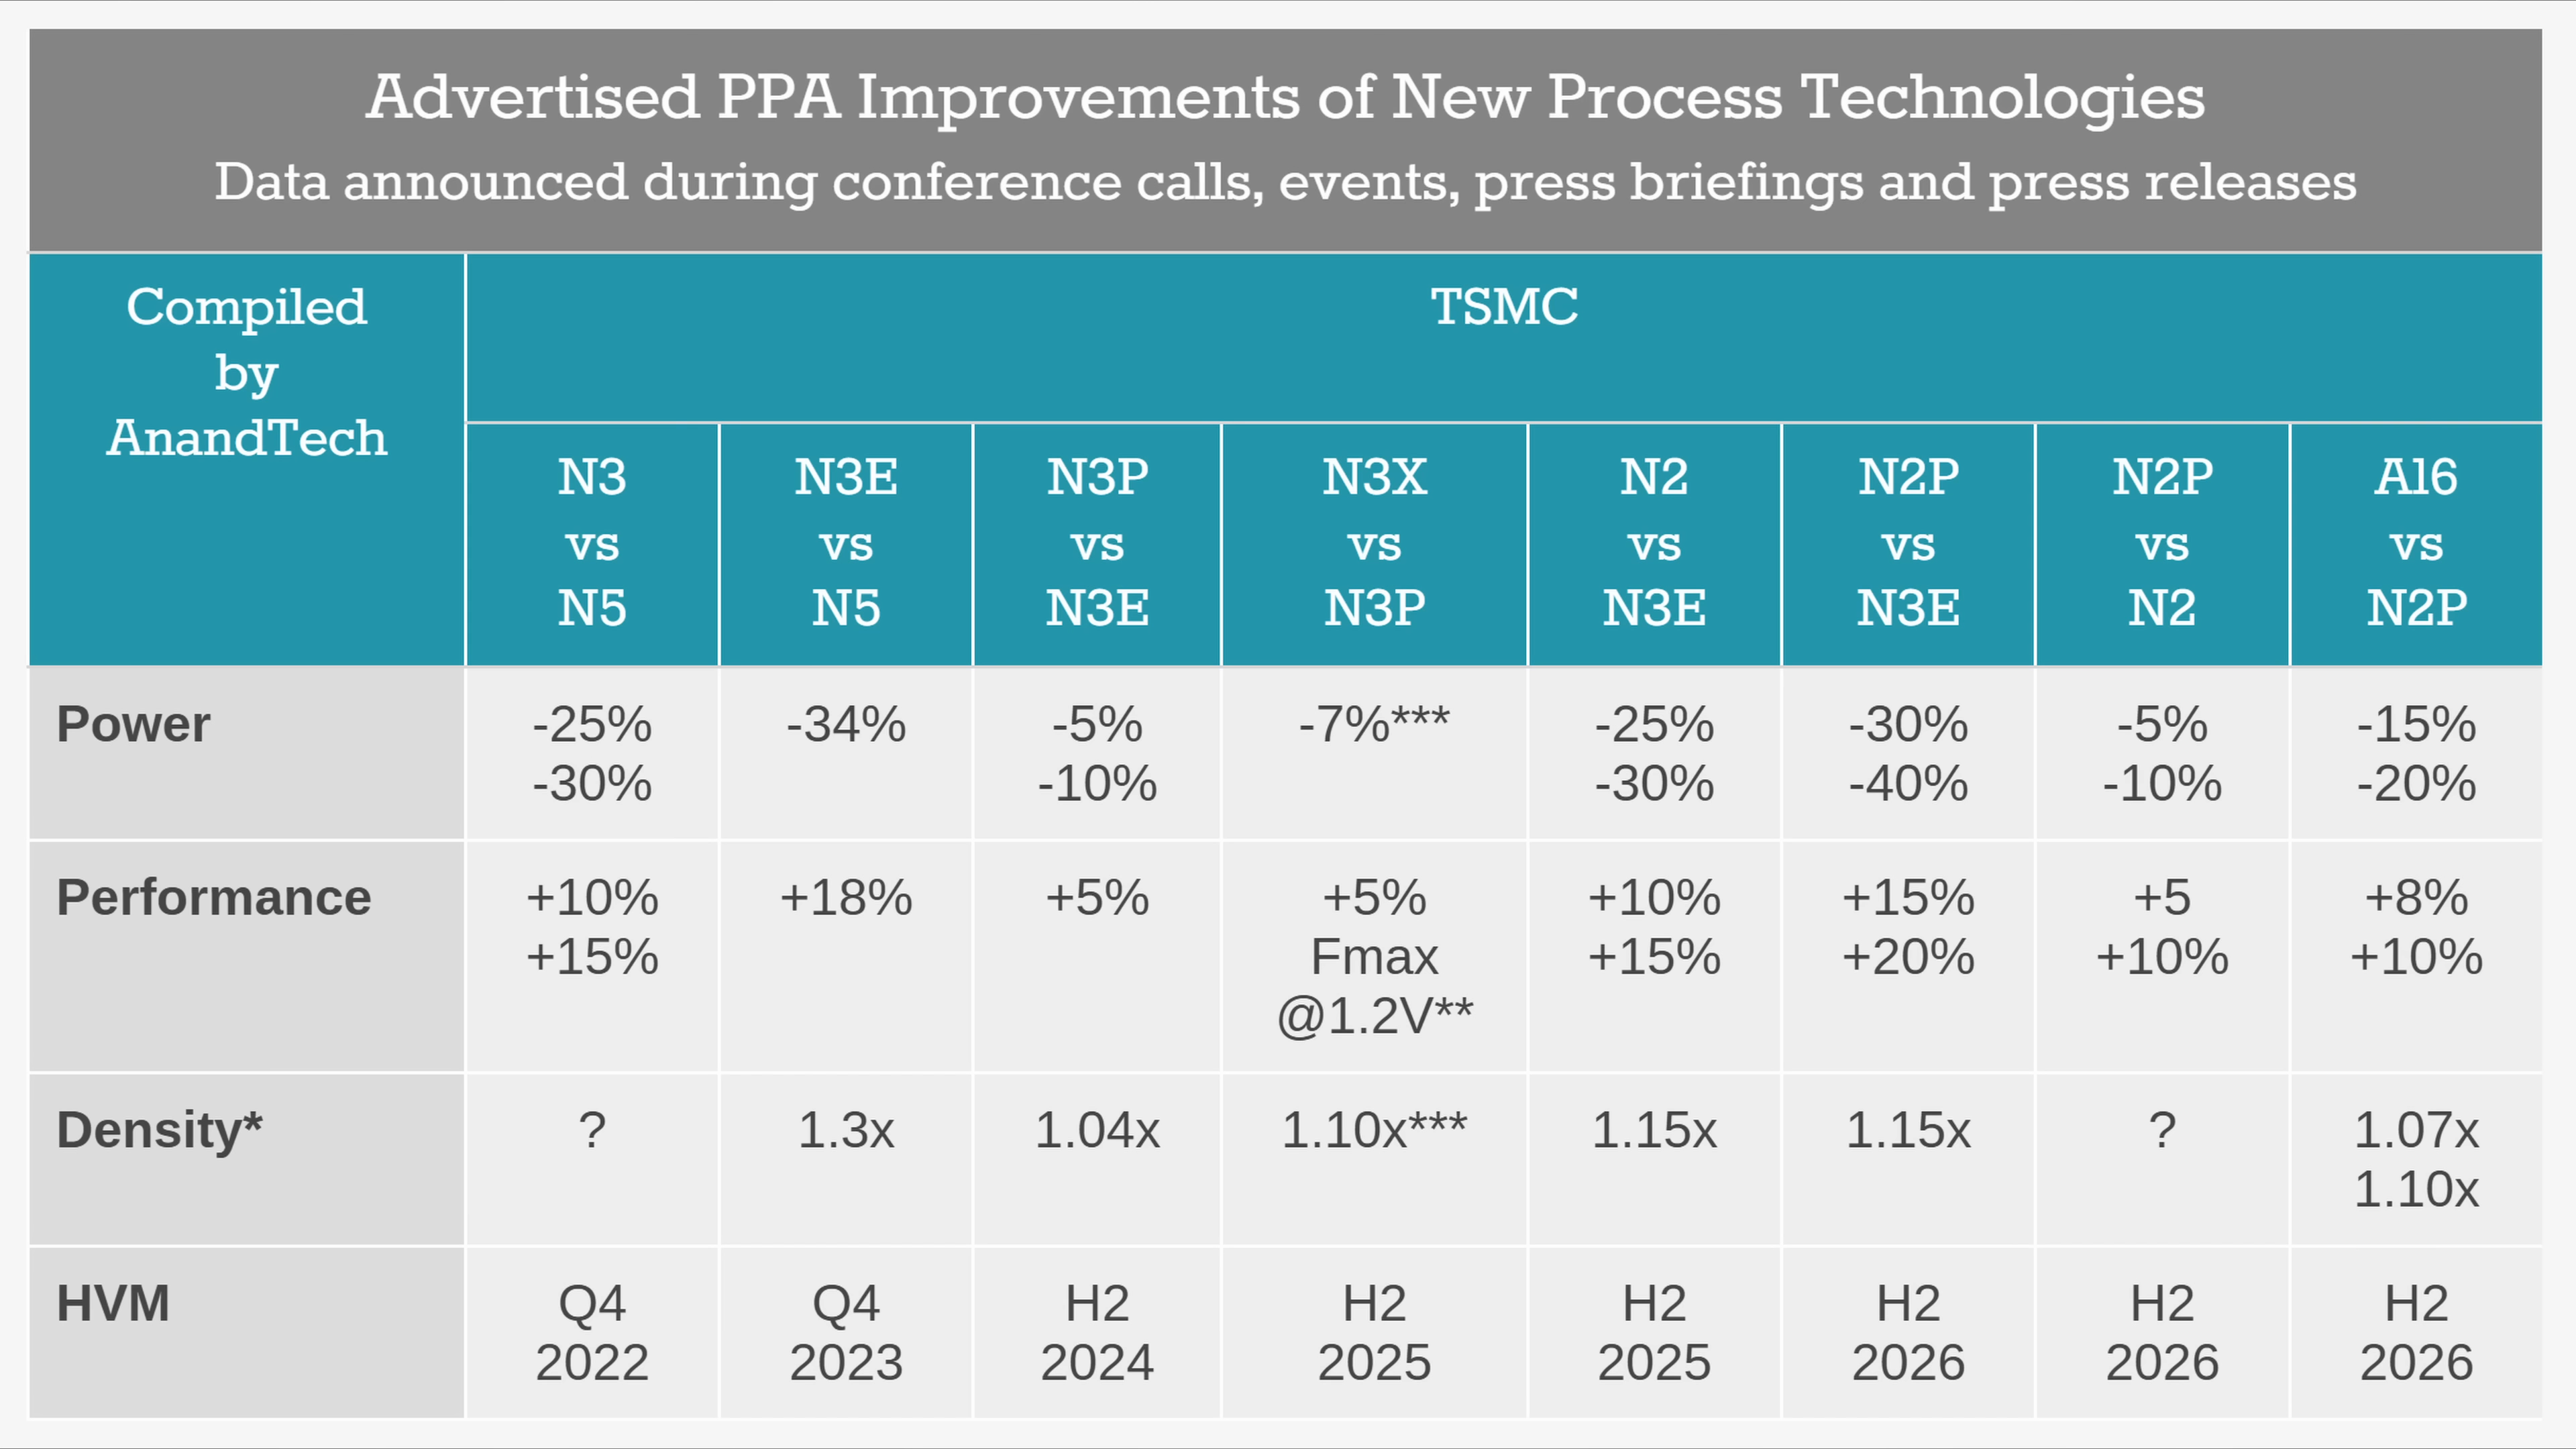 Advertised PPA Improvements of New Process Technologies
Data announced during conference calls, events, press briefings and press releases
Compiled
by
AnandTech
TSMC
N3
vs
N5
N3E
vs
N5
N3P
vs
N3E
N3X
vs
N3P
N2
vs
N3E
N2P
vs
N3E
N2P
vs
N2
A16
vs
N2P
Power
-25%
-30%
-34%
-5%
-10%
-7%***
-25%
-30%
-30%
-40%
-5%
-10%
-15%
-20%
Performance
+10%
+15%
+18%
+5%
+5%
Fmax
@1.2V**
+10%
+15%
+15%
+20%
+5
+10%
+8%
+10%
Density*
?
1.3x
1.04x
1.10x***
1.15x
1.15x
?
1.07x
1.10x
HVM
Q4
2022
Q4
2023
H2
2024
H2
2025
H2
2025
H2
2026
H2
2026
H2
2026